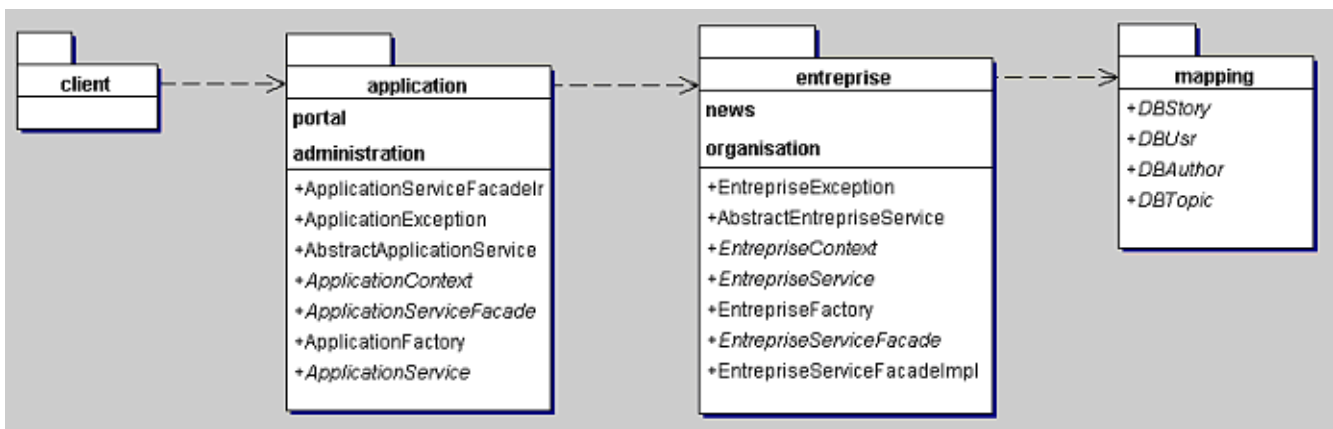 client
application
portal
administration
+ApplicationServiceFacadeIr
+ApplicationException
+AbstractApplicationService
+ApplicationContext
+ApplicationServiceFacade
+ApplicationFactory
+ApplicationService
entreprise
news
organisation
+EntrepriseException
+AbstractEntrepriseService
+EntrepriseContext
+EntrepriseService
+EntrepriseFactory
+EntrepriseServiceFacade
+EntrepriseServiceFacadeImpl
mapping
+DBStory
+DBUsr
+DBAuthor
+DBTopic